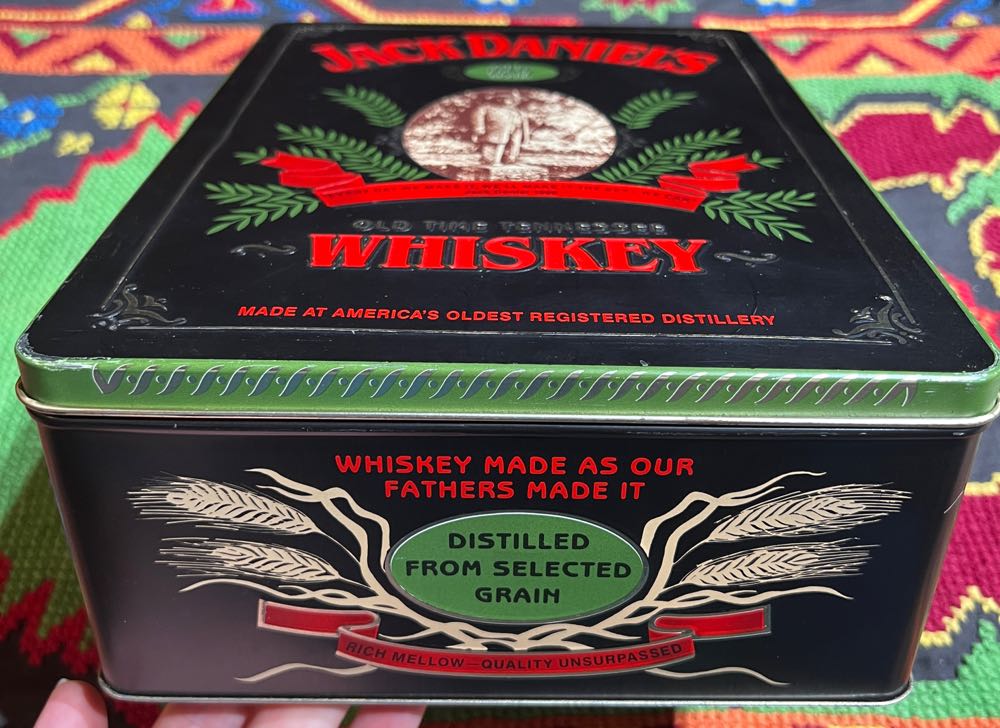 JACK DANIEL'S
OLD TIME TENNESSEE
WHISKEY
MADE AT AMERICA'S OLDEST REGISTERED DISTILLERY
WHISKEY MADE AS OUR
FATHERS MADE IT
DISTILLED
FROM SELECTED
GRAIN
RICH MELLOW—QUALITY UNSURPASSED